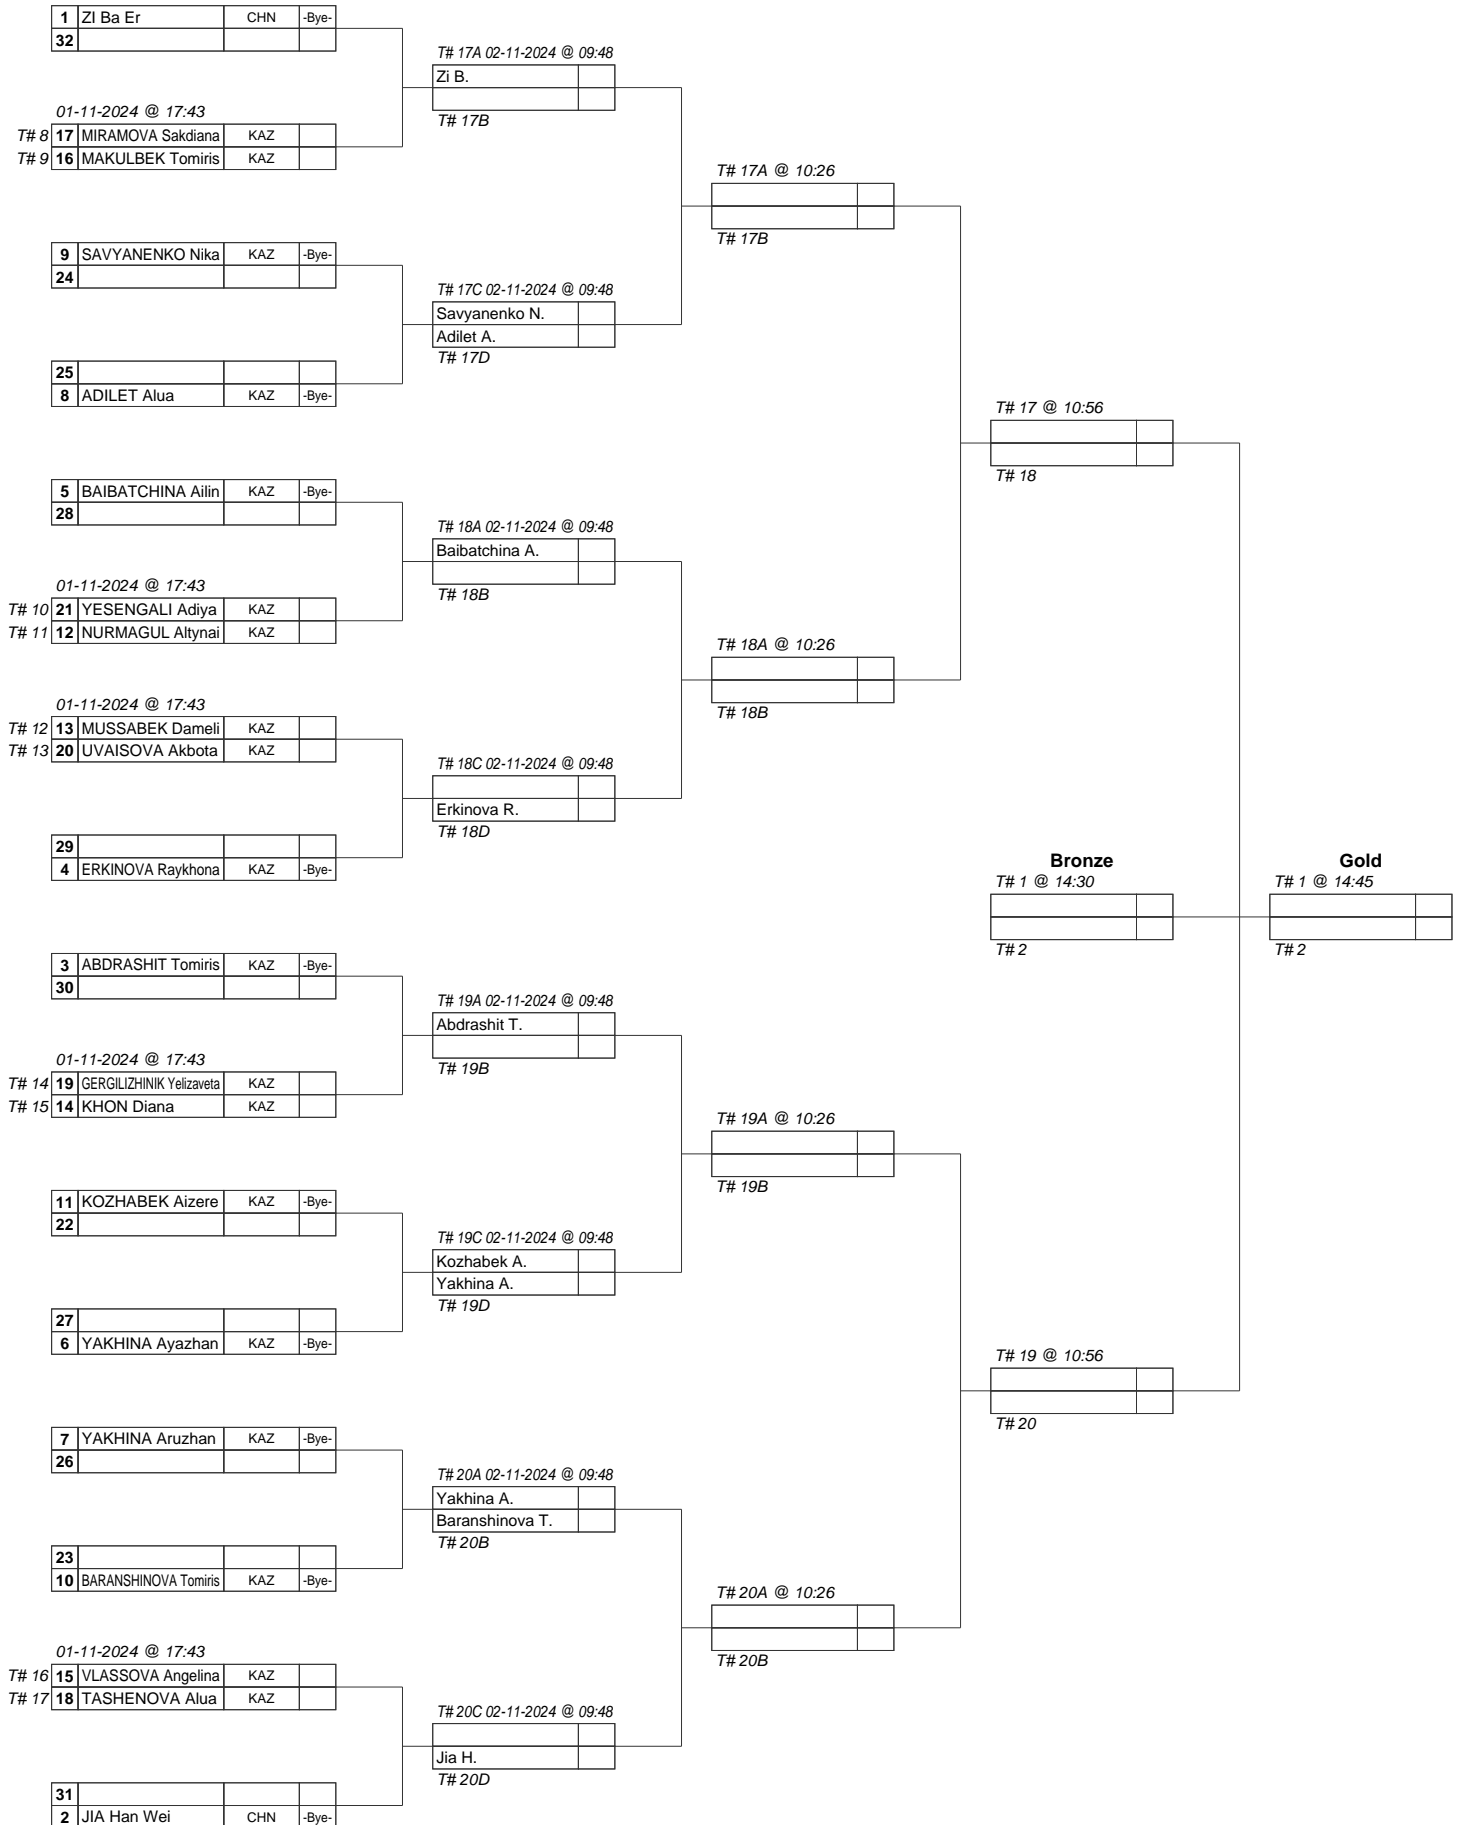 1 ZI Ba Er CHN -Bye-
32
T# 17A 02-11-2024 @ 09:48
Zi B.
T# 17B
01-11-2024 @ 17:43
T# 8 17 MIRAMOVA Sakdiana KAZ
T# 9 16 MAKULBEK Tomiris KAZ
T# 17A @ 10:26
T# 17B
9 SAVYANENKO Nika KAZ -Bye-
24
T# 17C 02-11-2024 @ 09:48
Savyanenko N.
Adilet A.
T# 17D
25
8 ADILET Alua KAZ -Bye-
T# 17 @ 10:56
T# 18
5 BAIBATCHINA Ailin KAZ -Bye-
28
T# 18A 02-11-2024 @ 09:48
Baibatchina A.
T# 18B
01-11-2024 @ 17:43
T# 10 21 YESENGALI Adiya KAZ
T# 11 12 NURMAGUL Altynai KAZ
T# 18A @ 10:26
T# 18B
01-11-2024 @ 17:43
T# 12 13 MUSSABEK Dameli KAZ
T# 13 20 UVAISOVA Akbota KAZ
T# 18C 02-11-2024 @ 09:48
Erkinova R.
T# 18D
29
4 ERKINOVA Raykhona KAZ -Bye-
Bronze
T# 1 @ 14:30
T# 2
Gold
T# 1 @ 14:45
T# 2
3 ABDRASHIT Tomiris KAZ -Bye-
30
T# 19A 02-11-2024 @ 09:48
Abdrashit T.
T# 19B
01-11-2024 @ 17:43
T# 14 19 GERGILIZHINIK Yelizaveta KAZ
T# 15 14 KHON Diana KAZ
T# 19A @ 10:26
T# 19B
11 KOZHABEK Aizere KAZ -Bye-
22
T# 19C 02-11-2024 @ 09:48
Kozhabek A.
Yakhina A.
T# 19D
27
6 YAKHINA Ayazhan KAZ -Bye-
T# 19 @ 10:56
T# 20
7 YAKHINA Aruzhan KAZ -Bye-
26
T# 20A 02-11-2024 @ 09:48
Yakhina A.
Baranshinova T.
T# 20B
23
10 BARANSHINOVA Tomiris KAZ -Bye-
T# 20A @ 10:26
T# 20B
01-11-2024 @ 17:43
T# 16 15 VLASSOVA Angelina KAZ
T# 17 18 TASHENOVA Alua KAZ
T# 20C 02-11-2024 @ 09:48
Jia H.
T# 20D
31
2 JIA Han Wei CHN -Bye-